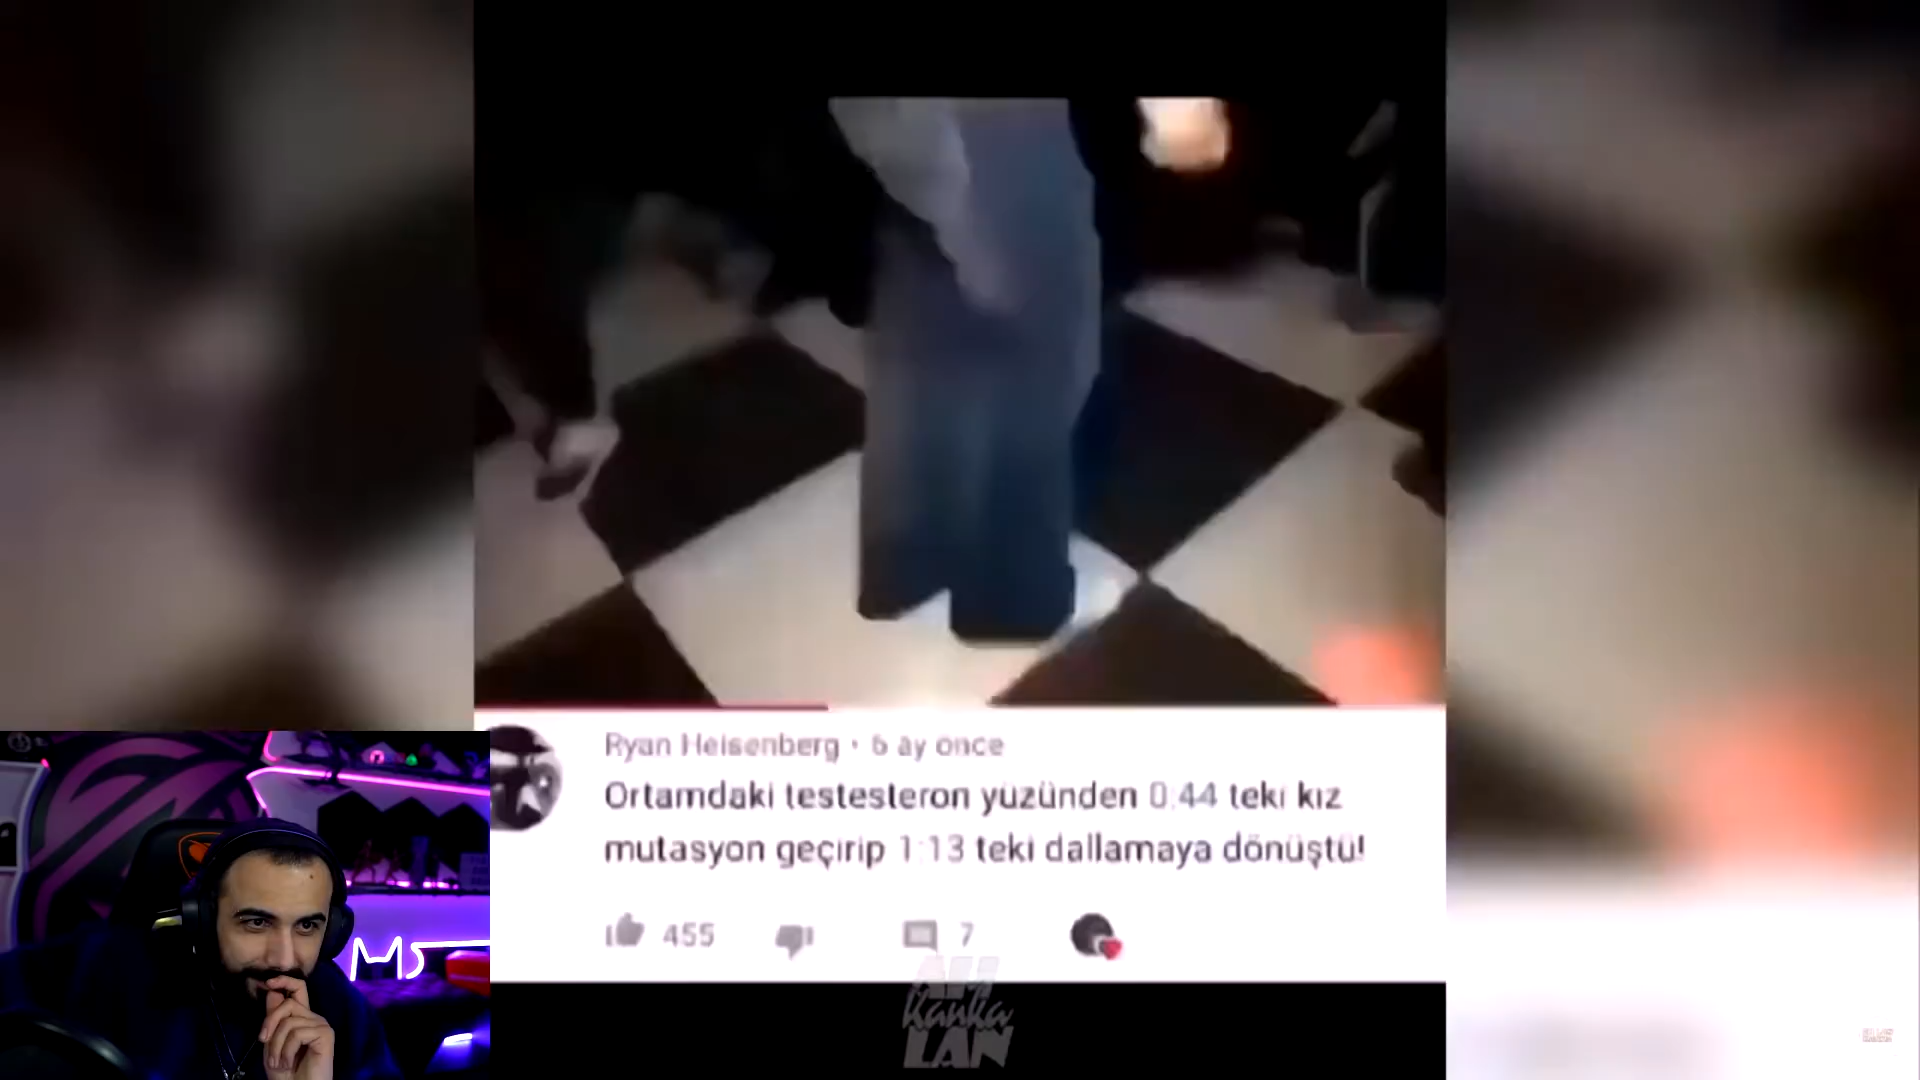 Ryan Heisenberg • 6 ay önce
Ortamdaki testesteron yüzünden 0:44 teki kız
mutasyon geçirip 1:13 teki dallamaya dönüştü!
455
7
Kanka
LAN